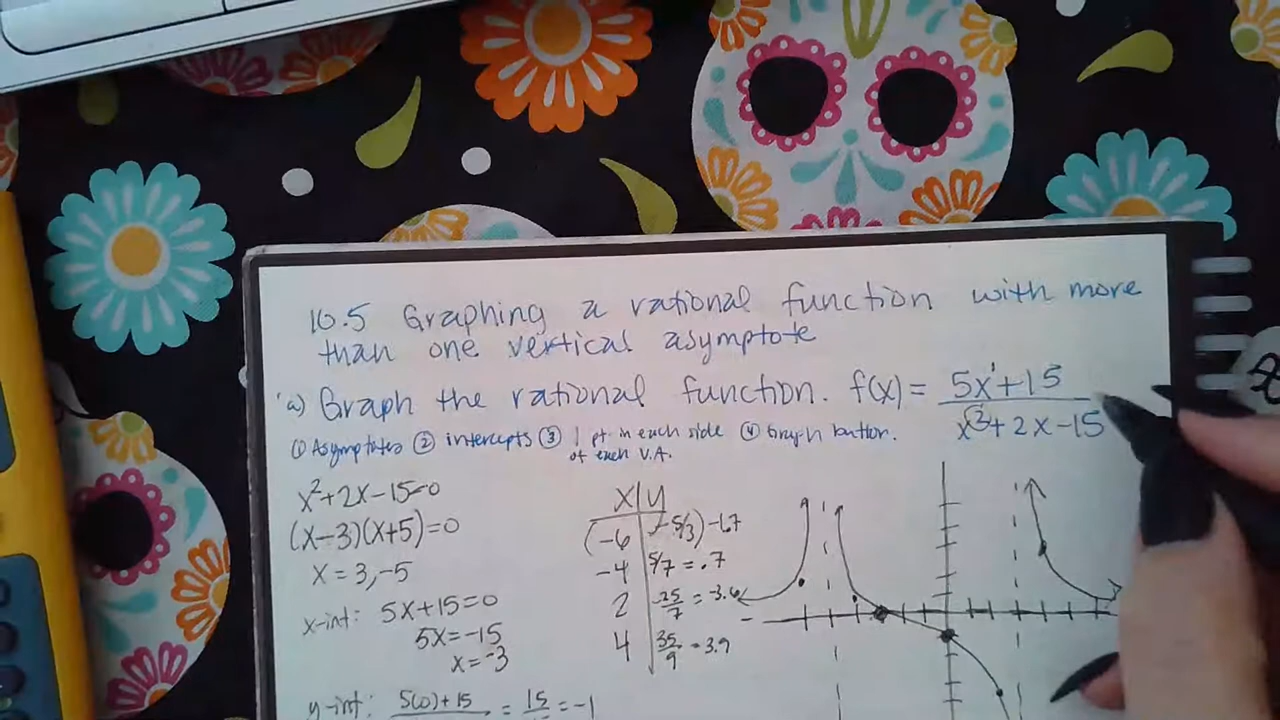 10.5 Graphing a rational function with more
than one vertical asymptote
a) Graph the rational function. f(x) = 5x¹+15 / x²+2x-15
① Asymptotes ② intercepts ③ 1 pt. in each side ④ Graph button.
of each V.A.
x²+2x-15=0
(x-3)(x+5)=0
x = 3, -5
x-int: 5x+15=0
5x=-15
x=-3
y-int: 5(0)+15 = 15 = -1
x | y
-6 | -5/3 -1.7
-4 | 5/7 = .7
2 | -25/7 = -3.6
4 | 35/9 = 3.9